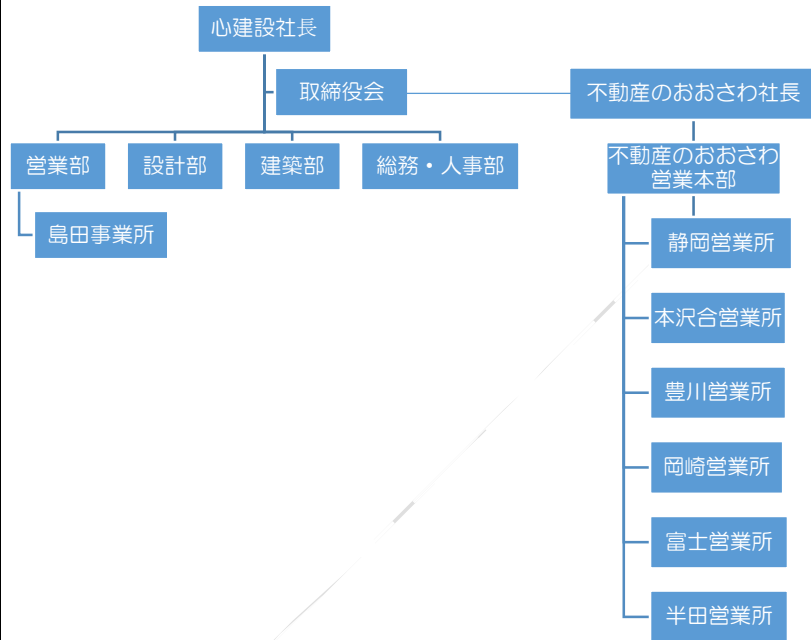 心建設社長
取締役会
不動産のおおさわ社長
営業部
設計部
建築部
総務・人事部
不動産のおおさわ
営業本部
島田事業所
静岡営業所
本沢合営業所
豊川営業所
岡崎営業所
富士営業所
半田営業所